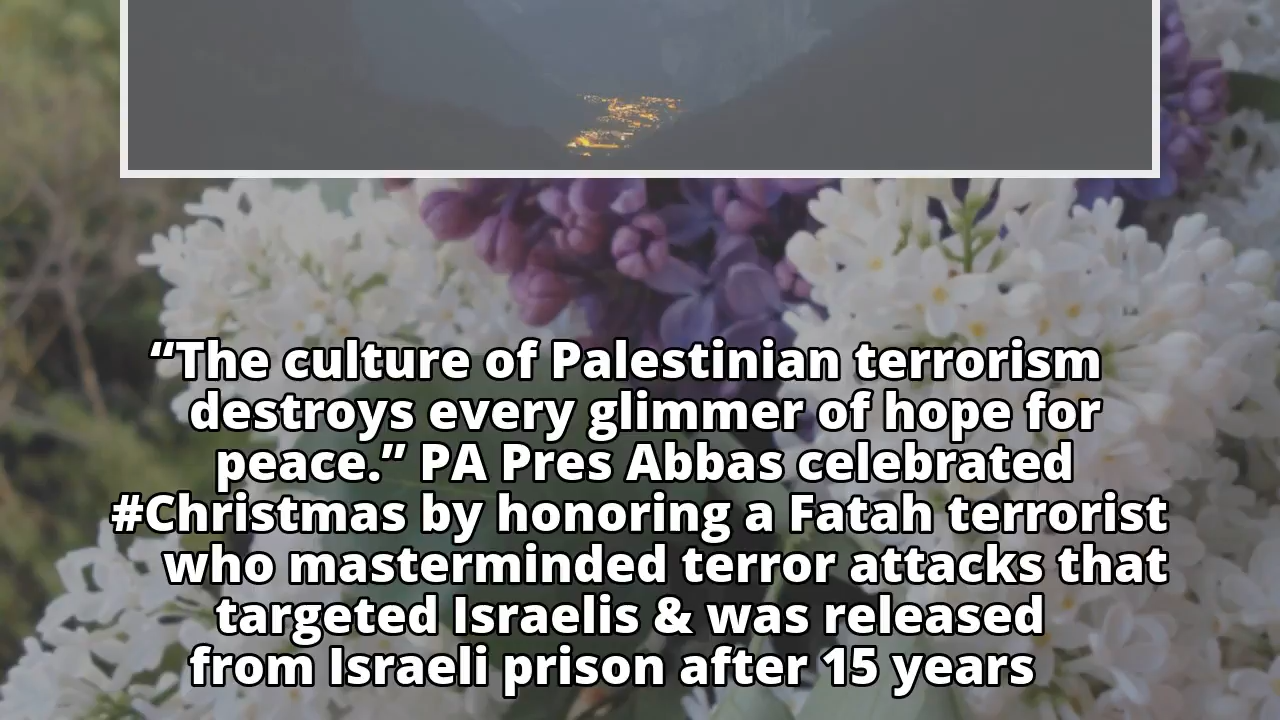 “The culture of Palestinian terrorism
destroys every glimmer of hope for
peace.” PA Pres Abbas celebrated
#Christmas by honoring a Fatah terrorist
who masterminded terror attacks that
targeted Israelis & was released
from Israeli prison after 15 years